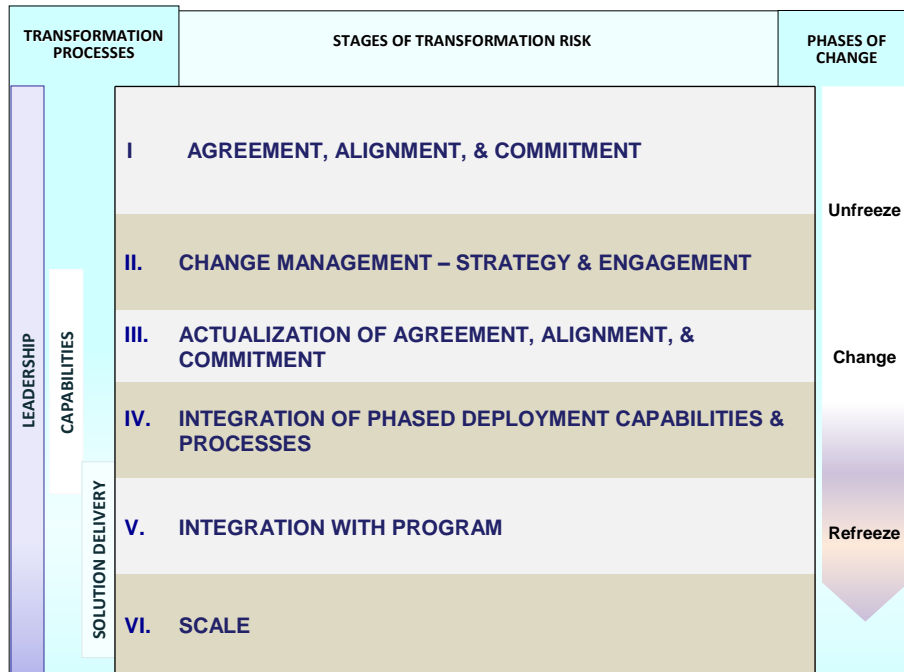 TRANSFORMATION
PROCESSES
STAGES OF TRANSFORMATION RISK
PHASES OF
CHANGE
LEADERSHIP
CAPABILITIES
SOLUTION DELIVERY
I AGREEMENT, ALIGNMENT, & COMMITMENT
II. CHANGE MANAGEMENT – STRATEGY & ENGAGEMENT
III. ACTUALIZATION OF AGREEMENT, ALIGNMENT, &
COMMITMENT
IV. INTEGRATION OF PHASED DEPLOYMENT CAPABILITIES &
PROCESSES
V. INTEGRATION WITH PROGRAM
VI. SCALE
Unfreeze
Change
Refreeze